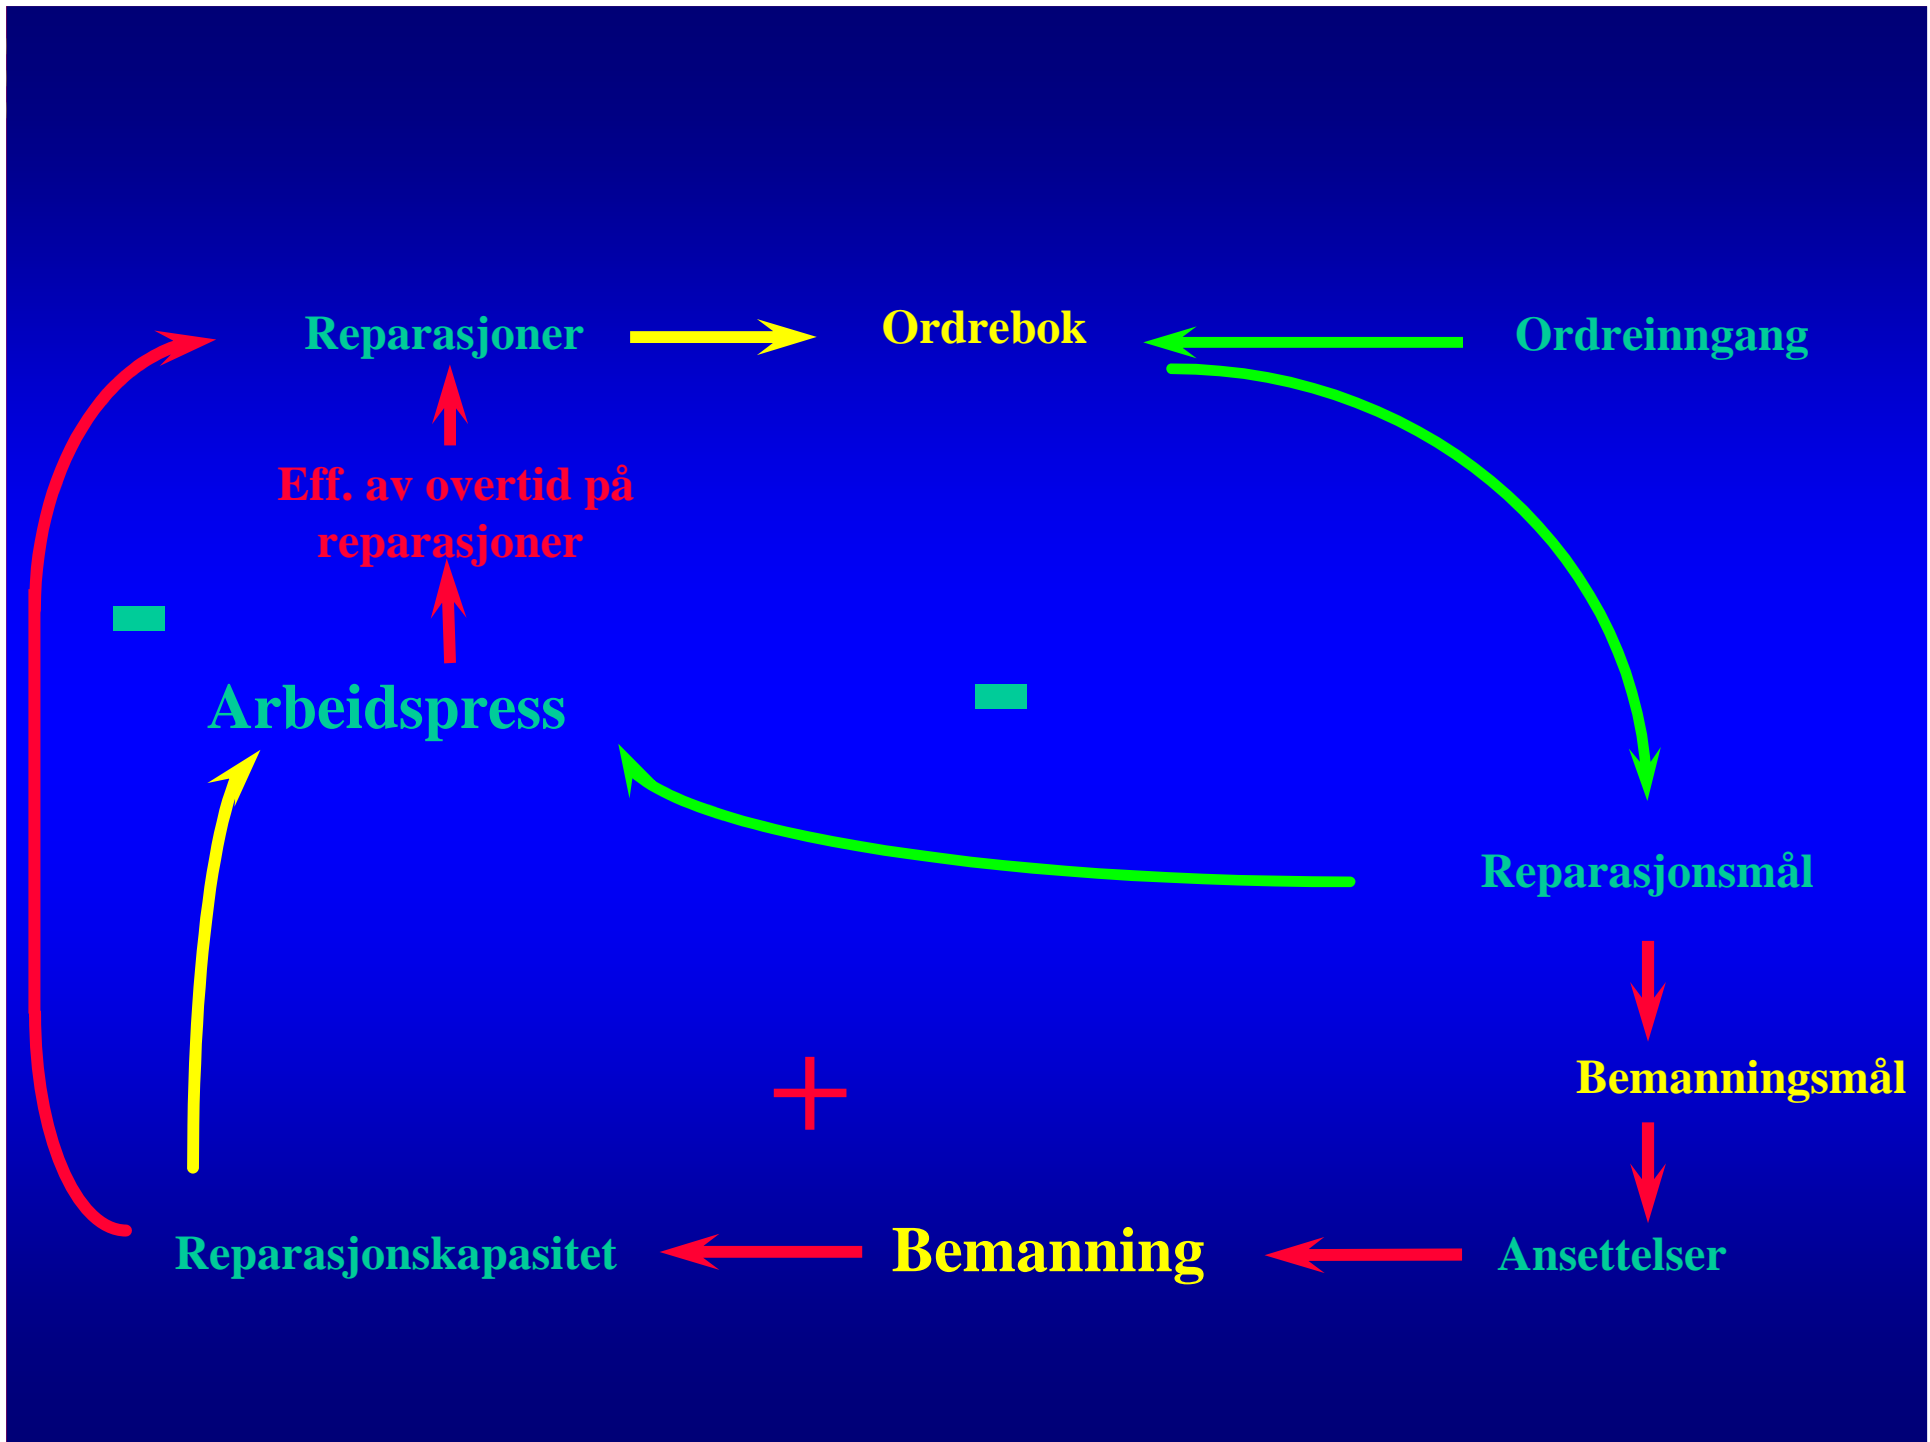 Reparasjoner
Ordrebok
Ordreinngang
Eff. av overtid på
reparasjoner
-
Arbeidspress
-
Reparasjonsmål
+
Bemanningsmål
Reparasjonskapasitet
Bemanning
Ansettelser